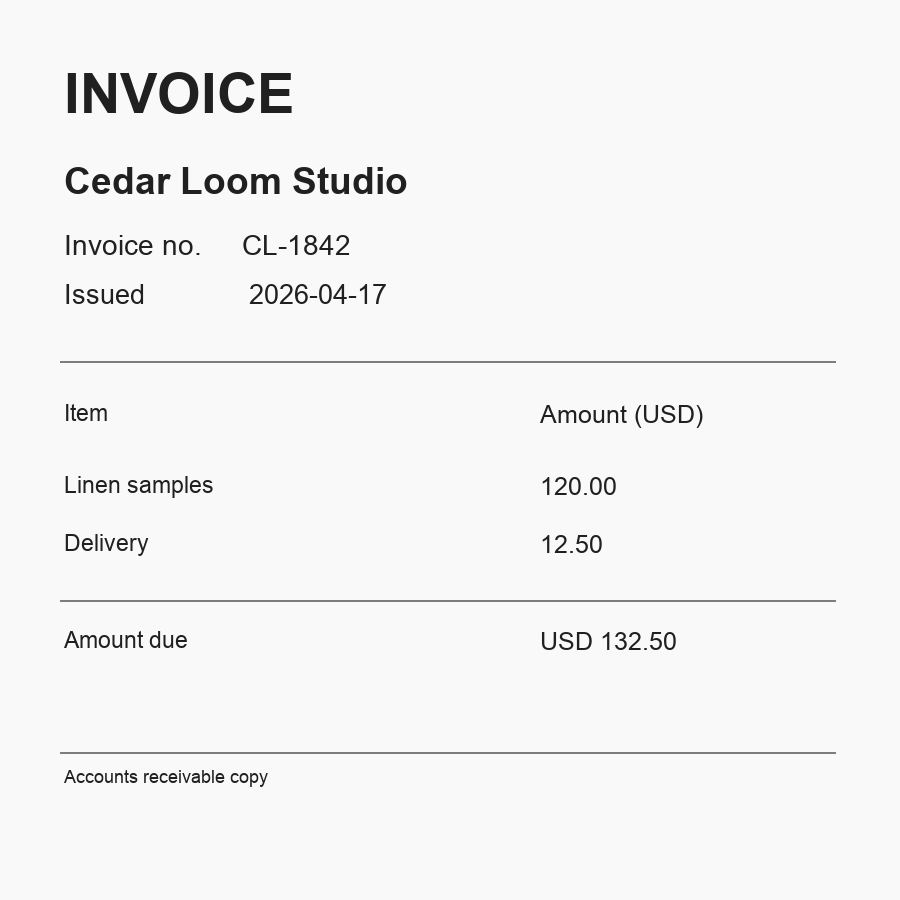 INVOICE
Cedar Loom Studio
Invoice no. CL-1842
Issued 2026-04-17
Item Amount (USD)
Linen samples 120.00
Delivery 12.50
Amount due USD 132.50
Accounts receivable copy